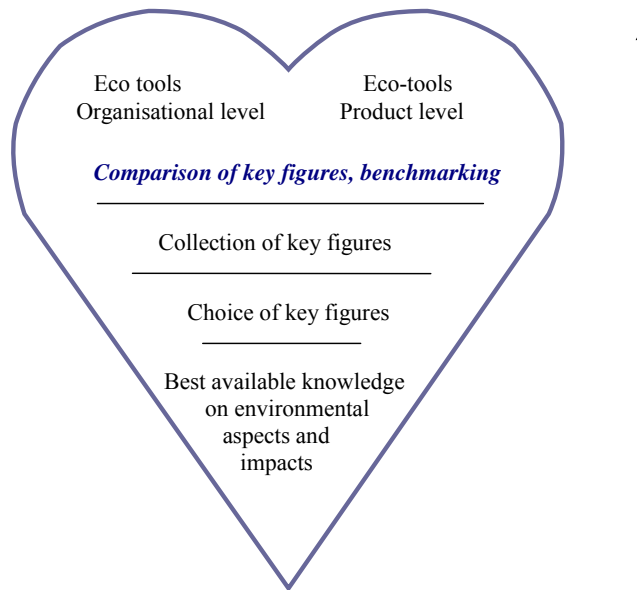 Eco tools
Organisational level
Eco-tools
Product level
Comparison of key figures, benchmarking
Collection of key figures
Choice of key figures
Best available knowledge
on environmental
aspects and
impacts